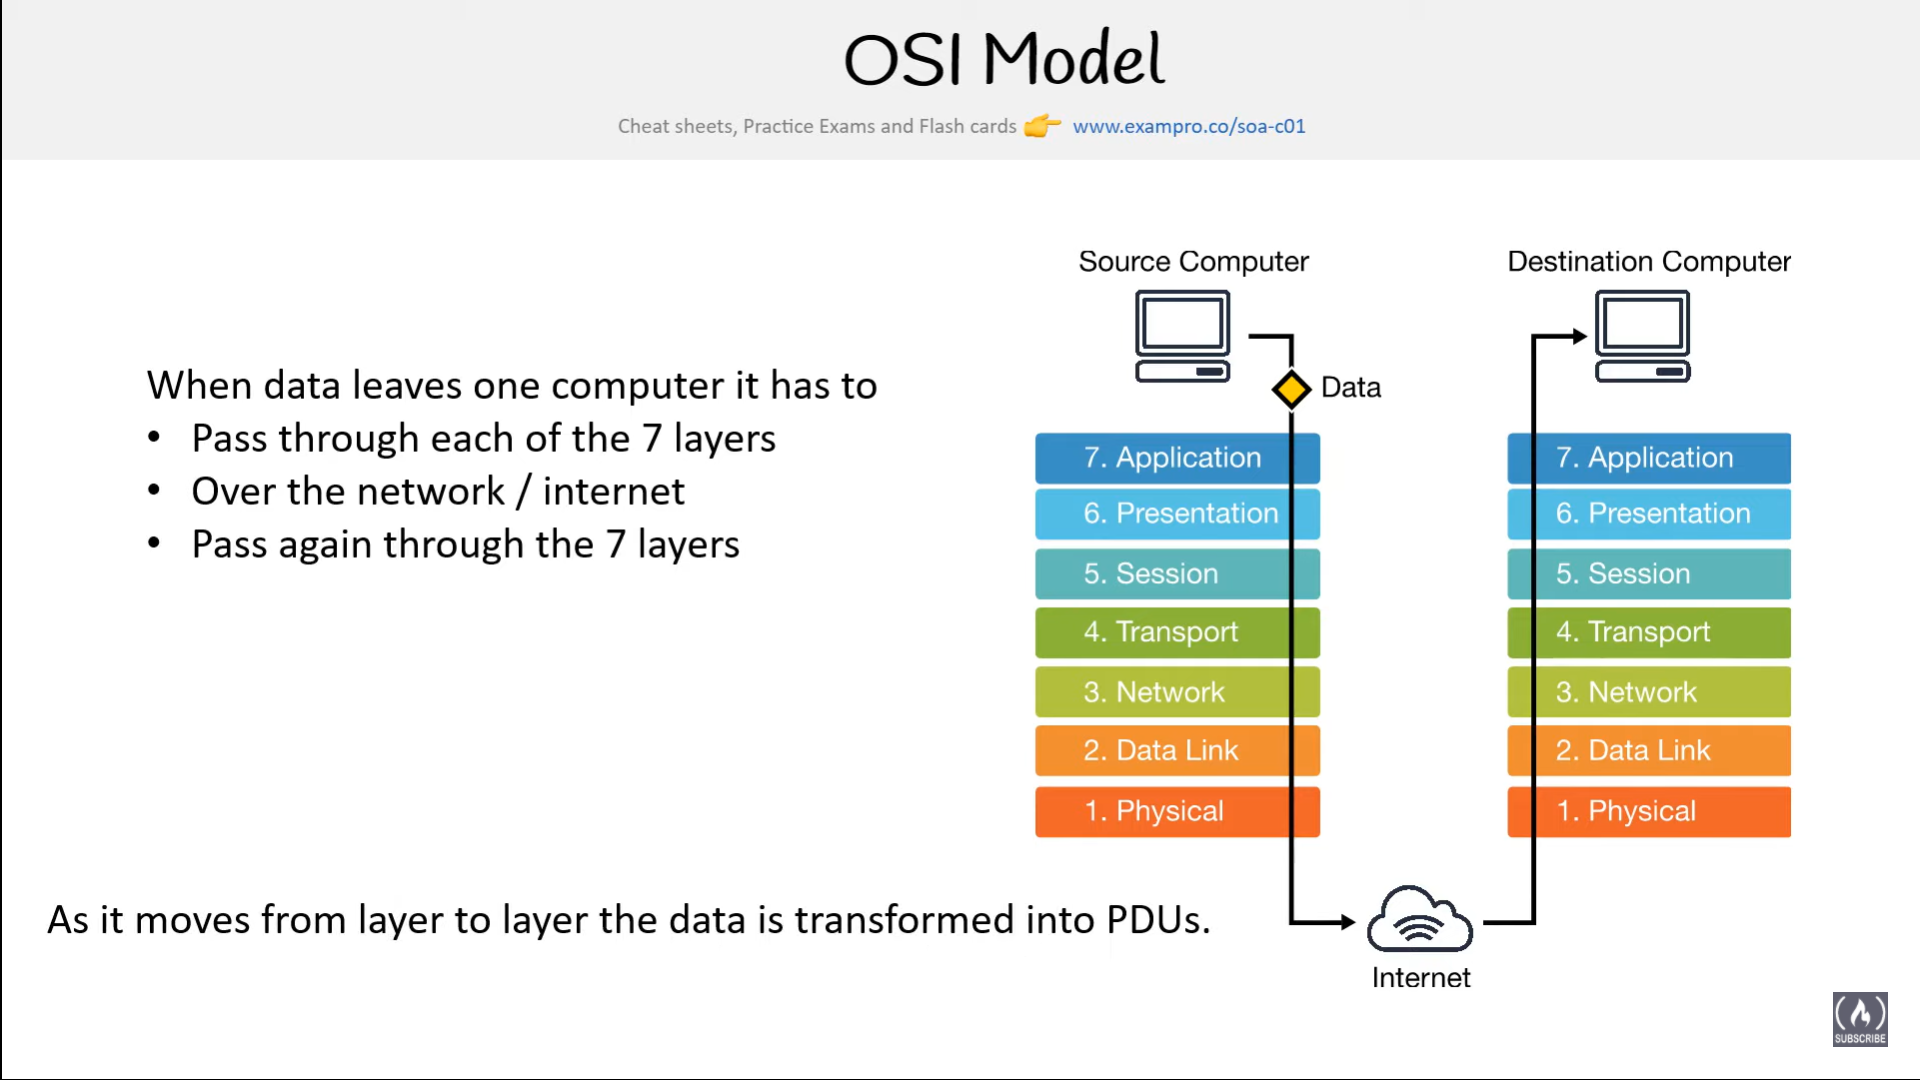 OSI Model
Cheat sheets, Practice Exams and Flash cards 👉 www.exampro.co/soa-c01
When data leaves one computer it has to
• Pass through each of the 7 layers
• Over the network / internet
• Pass again through the 7 layers
As it moves from layer to layer the data is transformed into PDUs.
Source Computer
Data
7. Application
6. Presentation
5. Session
4. Transport
3. Network
2. Data Link
1. Physical
Internet
Destination Computer
7. Application
6. Presentation
5. Session
4. Transport
3. Network
2. Data Link
1. Physical
SUBSCRIBE